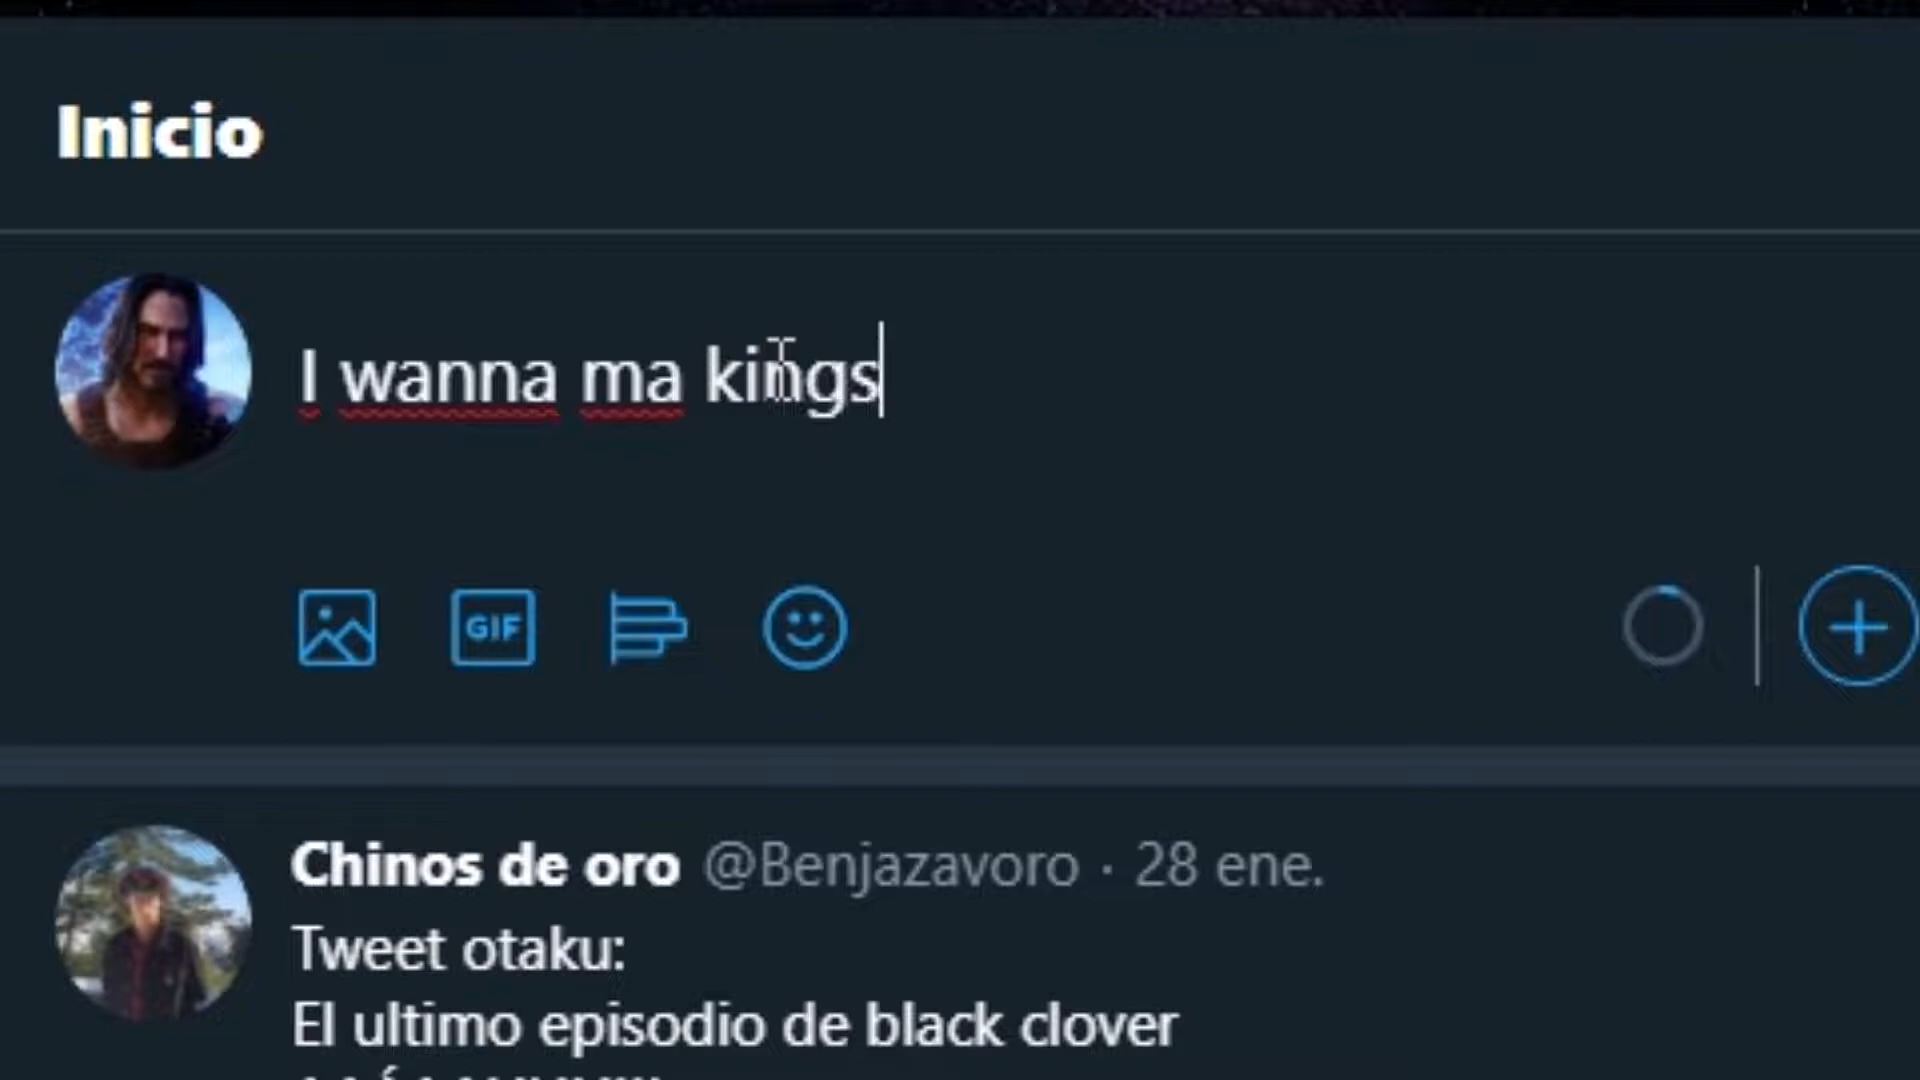 Inicio
I wanna ma kings
GIF
Chinos de oro @Benjazavoro · 28 ene.
Tweet otaku:
El ultimo episodio de black clover